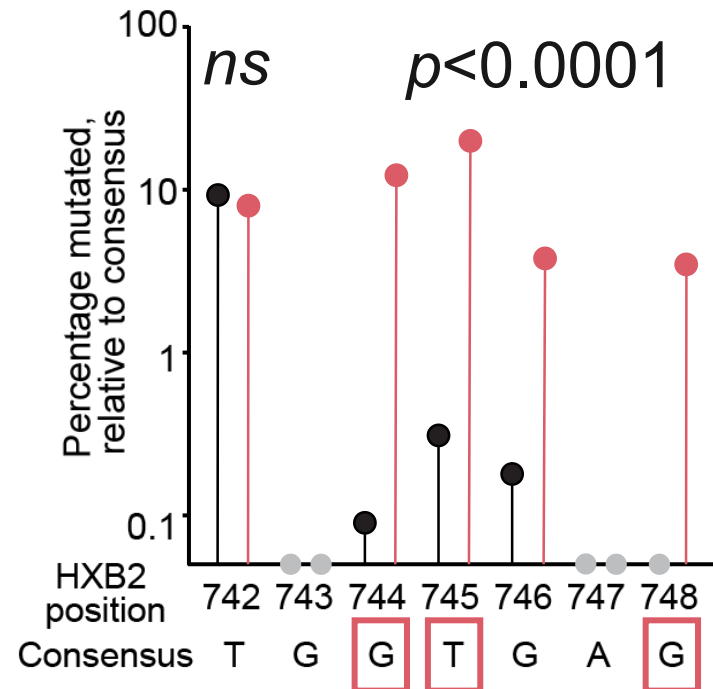 Percentage mutated,
relative to consensus
100
10
1
0.1
ns
p<0.0001
HXB2
position
742 743 744 745 746 747 748
Consensus T G G T G A G